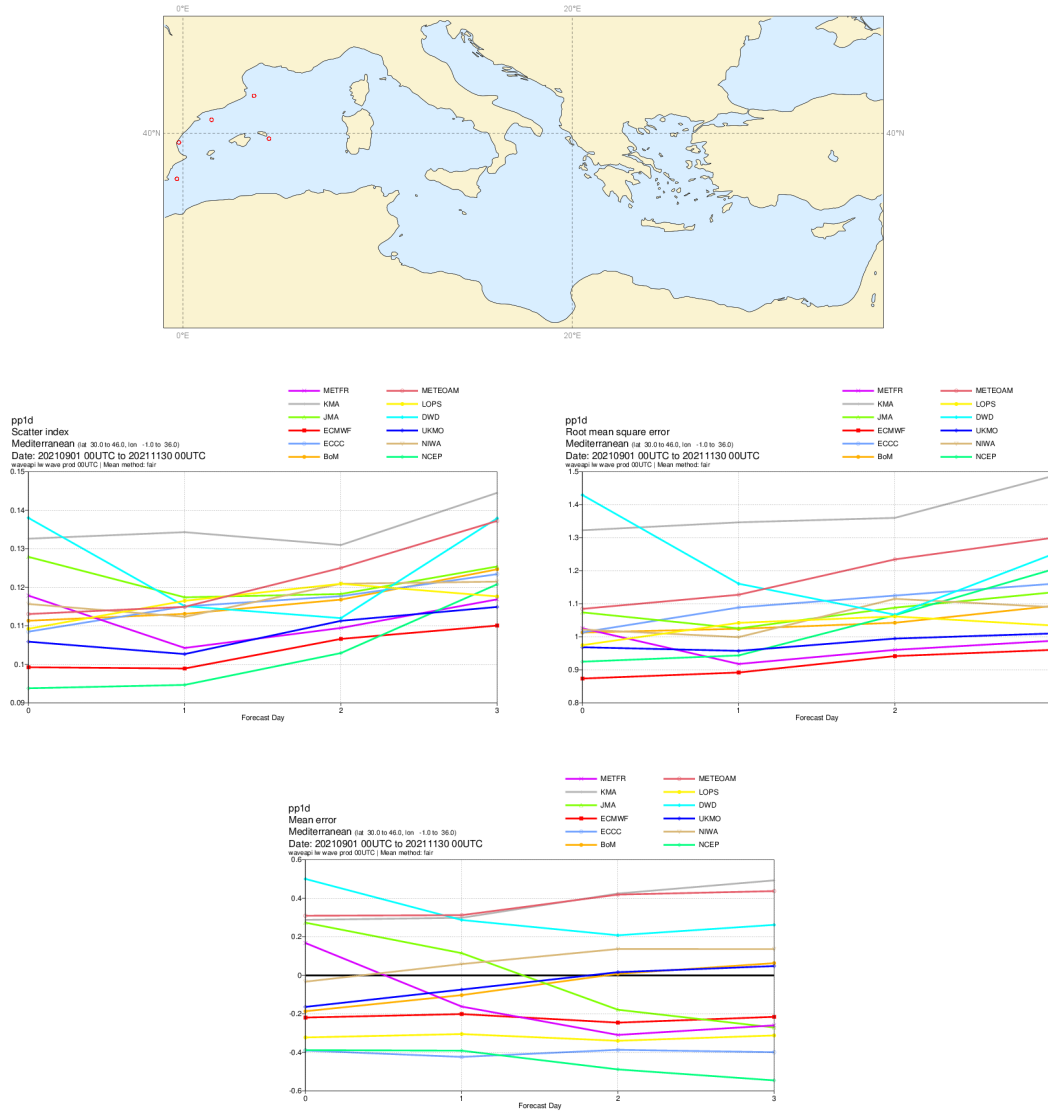 0°E 20°E
40°N 40°N
0°E 20°E
METFR METEOAM
KMA LOPS
JMA DWD
ECMWF UKMO
ECCC NIWA
BoM NCEP
pp1d
Scatter index
Mediterranean (lat 30.0 to 46.0, lon -1.0 to 36.0)
Date: 20210901 00UTC to 20211130 00UTC
waveapi lw wave prod 00UTC | Mean method: fair
0.15
0.14
0.13
0.12
0.11
0.1
0.09
0 1 2 3
Forecast Day
METFR METEOAM
KMA LOPS
JMA DWD
ECMWF UKMO
ECCC NIWA
BoM NCEP
pp1d
Root mean square error
Mediterranean (lat 30.0 to 46.0, lon -1.0 to 36.0)
Date: 20210901 00UTC to 20211130 00UTC
waveapi lw wave prod 00UTC | Mean method: fair
1.5
1.4
1.3
1.2
1.1
1
0.9
0.8
0 1 2
Forecast Day
METFR METEOAM
KMA LOPS
JMA DWD
ECMWF UKMO
ECCC NIWA
BoM NCEP
pp1d
Mean error
Mediterranean (lat 30.0 to 46.0, lon -1.0 to 36.0)
Date: 20210901 00UTC to 20211130 00UTC
waveapi lw wave prod 00UTC | Mean method: fair
0.6
0.4
0.2
0
-0.2
-0.4
-0.6
0 1 2 3
Forecast Day